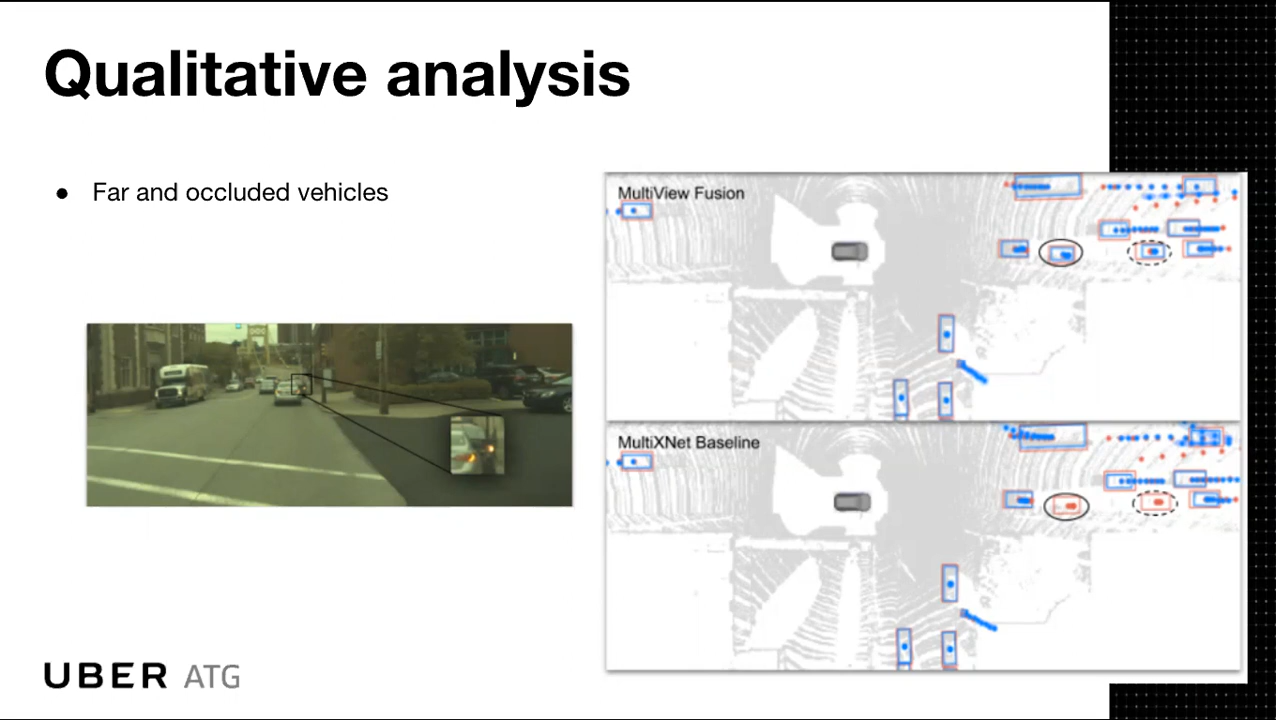 Qualitative analysis
● Far and occluded vehicles
MultiView Fusion
MultiXNet Baseline
UBER ATG